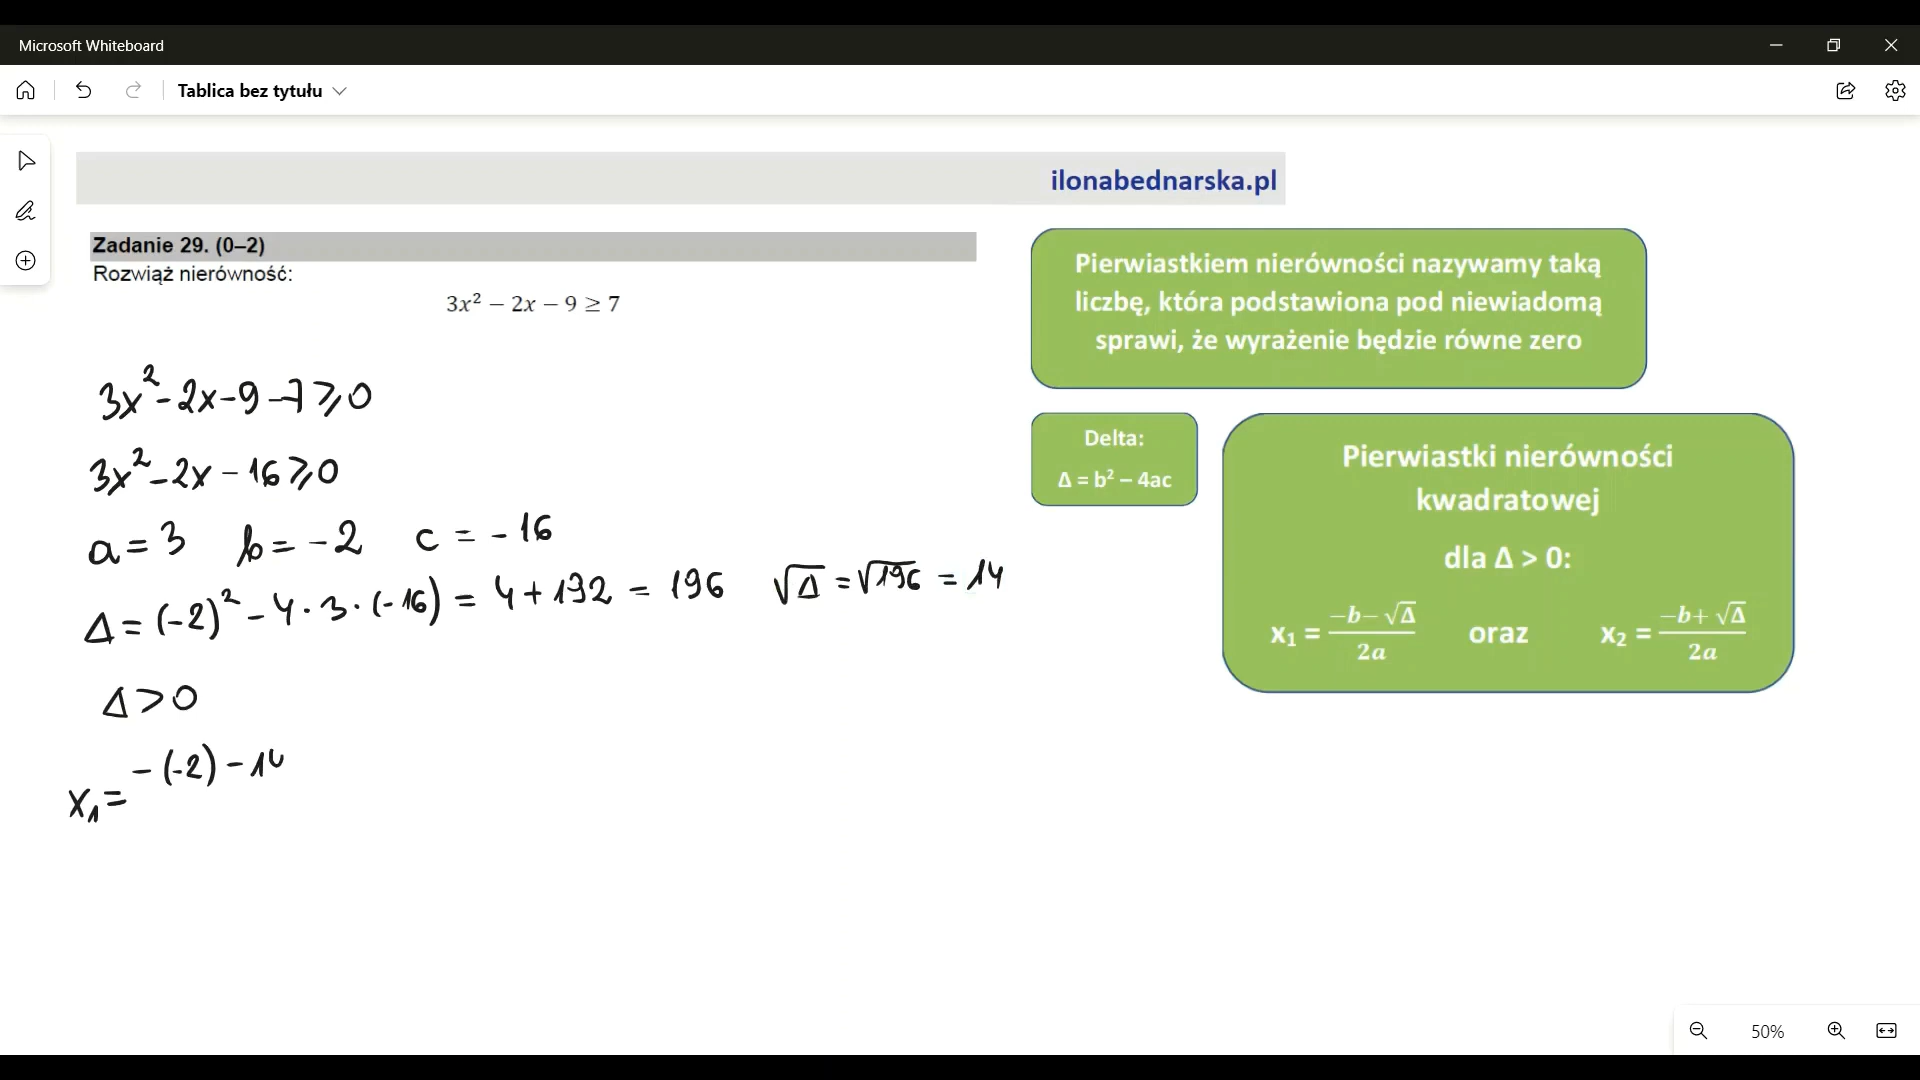 Microsoft Whiteboard
Tablica bez tytułu
ilonabednarska.pl
Zadanie 29. (0–2)
Rozwiąż nierówność:
3x² − 2x − 9 ≥ 7
3x² - 2x - 9 - 7 ⩾ 0
3x² - 2x - 16 ⩾ 0
a = 3 b = -2 c = -16
Δ = (-2)² - 4 · 3 · (-16) = 4 + 192 = 196 √Δ = √196 = 14
Δ > 0
x₁ = -(-2) - 14
Pierwiastkiem nierówności nazywamy taką
liczbę, która podstawiona pod niewiadomą
sprawi, że wyrażenie będzie równe zero
Delta:
Δ = b² – 4ac
Pierwiastki nierówności
kwadratowej
dla Δ > 0:
x₁ = (−b−√Δ)/(2a) oraz x₂ = (−b+√Δ)/(2a)
50%